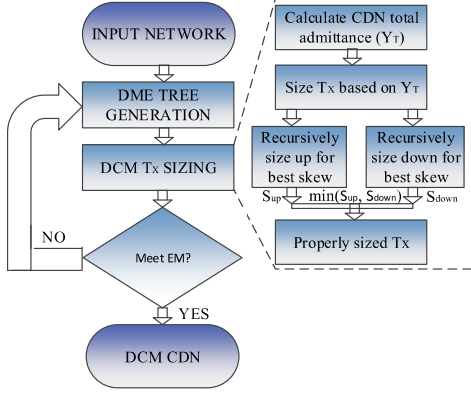 INPUT NETWORK
DME TREE
GENERATION
DCM Tx SIZING
Meet EM?
NO
YES
DCM CDN
Calculate CDN total
admittance (YT)
Size TX based on YT
Recursively
size up for
best skew
Recursively
size down for
best skew
Sup
min(Sup, Sdown)
Sdown
Properly sized Tx